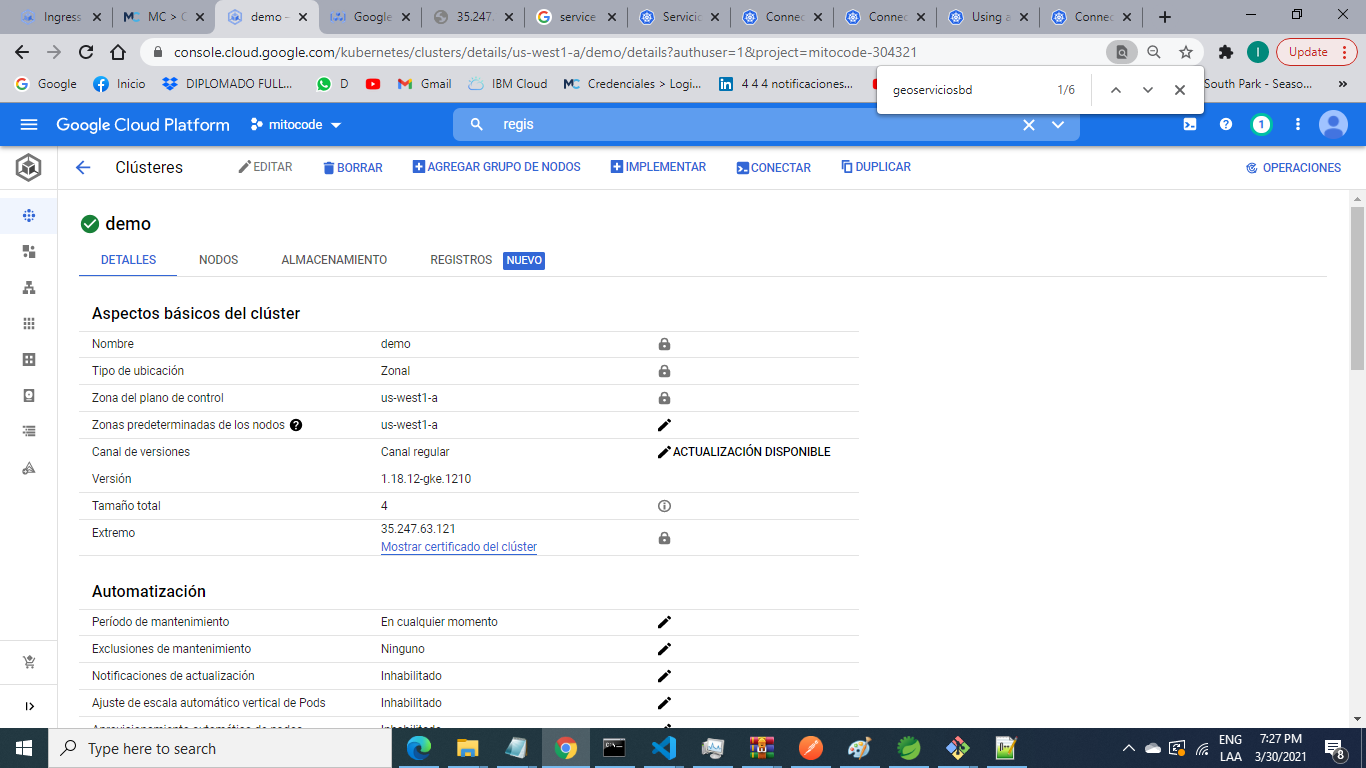 Ingress
MC > C
demo –
Google
35.247.
service
Servicio
Connec
Connec
Using a
Connec
console.cloud.google.com/kubernetes/clusters/details/us-west1-a/demo/details?authuser=1&project=mitocode-304321
I
Update
Google
Inicio
DIPLOMADO FULL...
D
Gmail
IBM Cloud
MC Credenciales > Logi...
4 4 4 notificaciones...
South Park - Seaso...
»
geoserviciosbd 1/6
Google Cloud Platform
mitocode
regis
1
Clústeres
EDITAR
BORRAR
AGREGAR GRUPO DE NODOS
IMPLEMENTAR
CONECTAR
DUPLICAR
OPERACIONES
demo
DETALLES NODOS ALMACENAMIENTO REGISTROS NUEVO
Aspectos básicos del clúster
Nombre demo
Tipo de ubicación Zonal
Zona del plano de control us-west1-a
Zonas predeterminadas de los nodos us-west1-a
Canal de versiones Canal regular ACTUALIZACIÓN DISPONIBLE
Versión 1.18.12-gke.1210
Tamaño total 4
Extremo 35.247.63.121
Mostrar certificado del clúster
Automatización
Período de mantenimiento En cualquier momento
Exclusiones de mantenimiento Ninguno
Notificaciones de actualización Inhabilitado
Ajuste de escala automático vertical de Pods Inhabilitado
Aprovisionamiento automático de nodos Inhabilitado
Type here to search
ENG
LAA
7:27 PM
3/30/2021
8